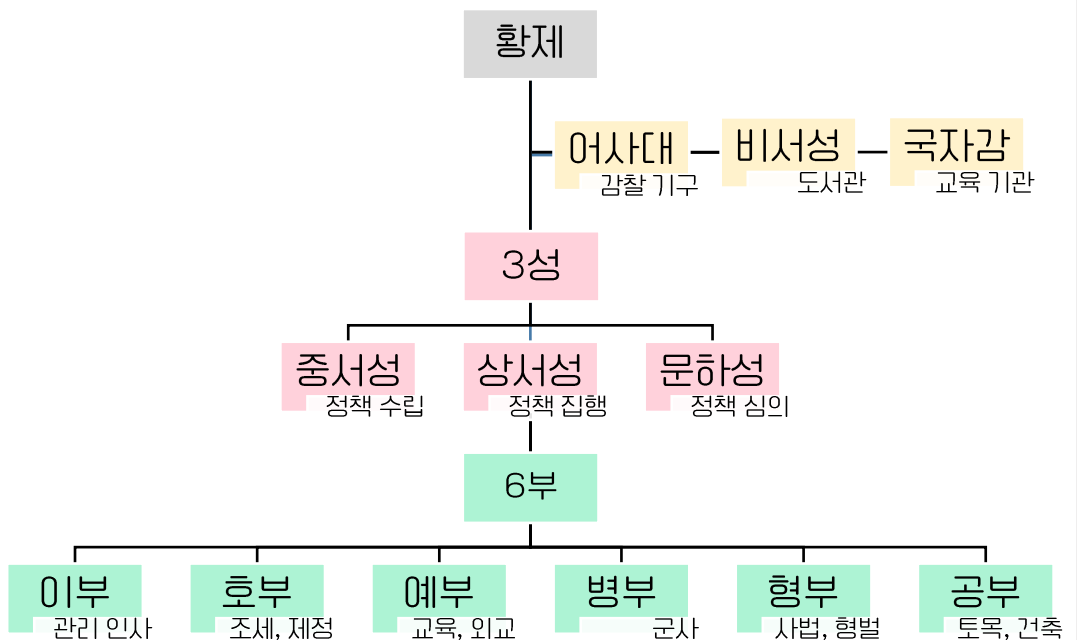 황제
어사대
감찰 기구
비서성
도서관
국자감
교육 기관
3성
중서성
정책 수립
상서성
정책 집행
문하성
정책 심의
6부
이부
관리 인사
호부
조세, 제정
예부
교육, 외교
병부
군사
형부
사법, 형벌
공부
토목, 건축